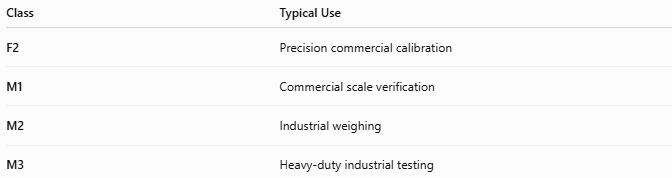 Class Typical Use
F2 Precision commercial calibration
M1 Commercial scale verification
M2 Industrial weighing
M3 Heavy-duty industrial testing